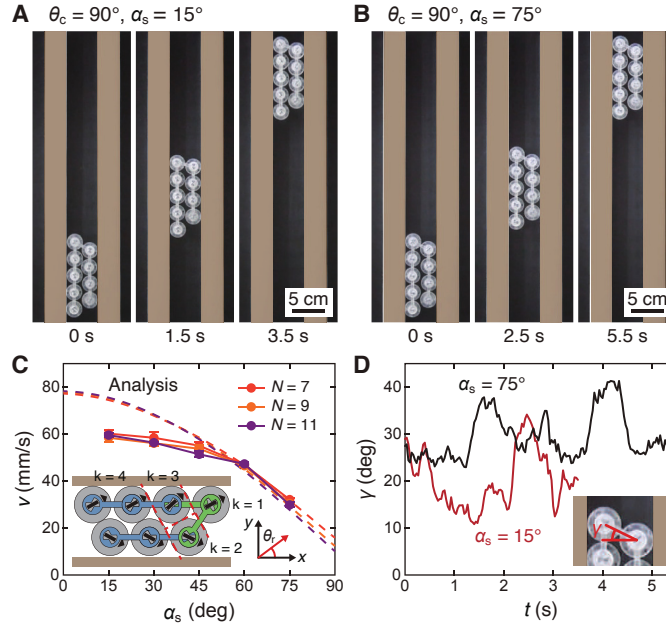 A θc = 90°, αs = 15°
0 s 1.5 s 3.5 s
5 cm
B θc = 90°, αs = 75°
0 s 2.5 s 5.5 s
5 cm
C
Analysis
N = 7
N = 9
N = 11
v (mm/s)
100
80
60
40
20
0
k=4 k=3
k=1
k=2
y
θr
x
0 15 30 45 60 75 90
αs (deg)
D
αs = 75°
αs = 15°
γ (deg)
40
30
20
10
0
γ
0 1 2 3 4 5
t (s)